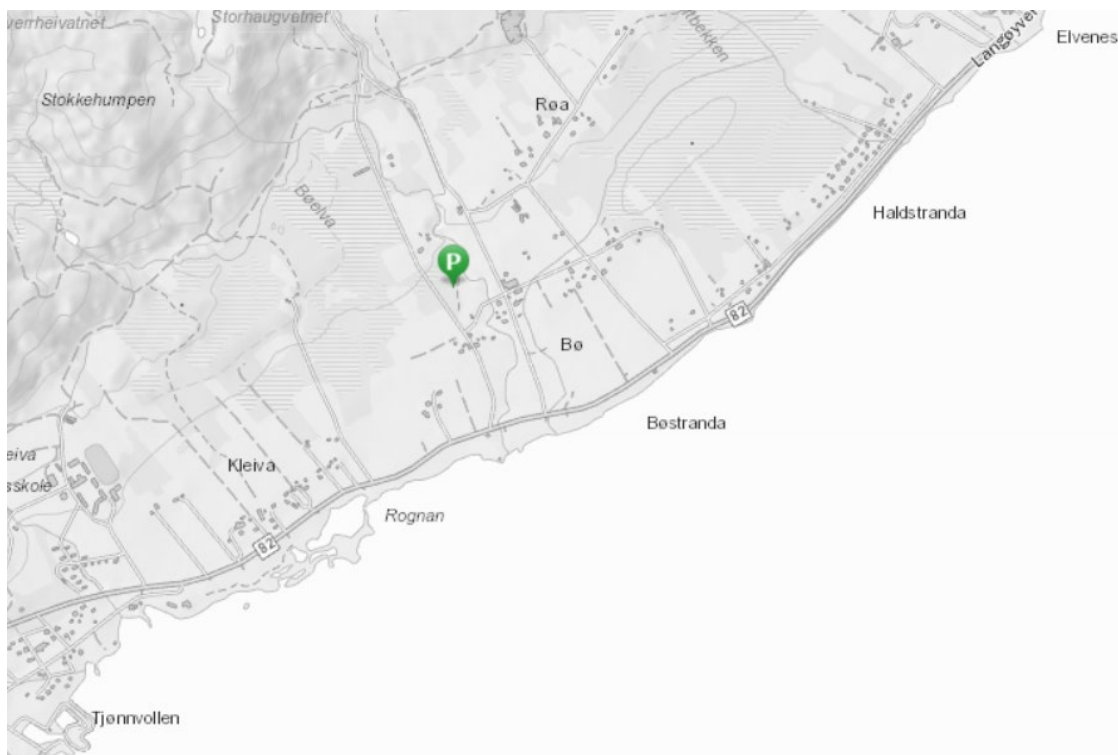 Storhaugvatnet
Elvenes
Stokkehumpen
Røa
Bøelva
Haldstranda
P
82
Bø
Bøstranda
Kleiva
Rognan
82
Tjønnvollen